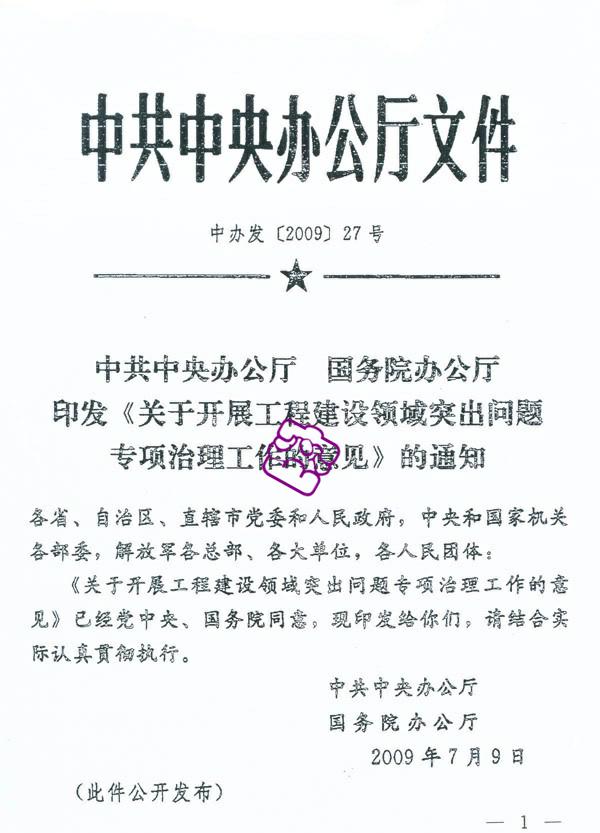 中共中央办公厅文件
中办发〔2009〕27号
中共中央办公厅 国务院办公厅
印发《关于开展工程建设领域突出问题
专项治理工作的意见》的通知
各省、自治区、直辖市党委和人民政府，中央和国家机关
各部委，解放军各总部、各大单位，各人民团体：
《关于开展工程建设领域突出问题专项治理工作的意
见》已经党中央、国务院同意，现印发给你们，请结合实
际认真贯彻执行。
中共中央办公厅
国务院办公厅
2009年7月9日
（此件公开发布）
— 1 —